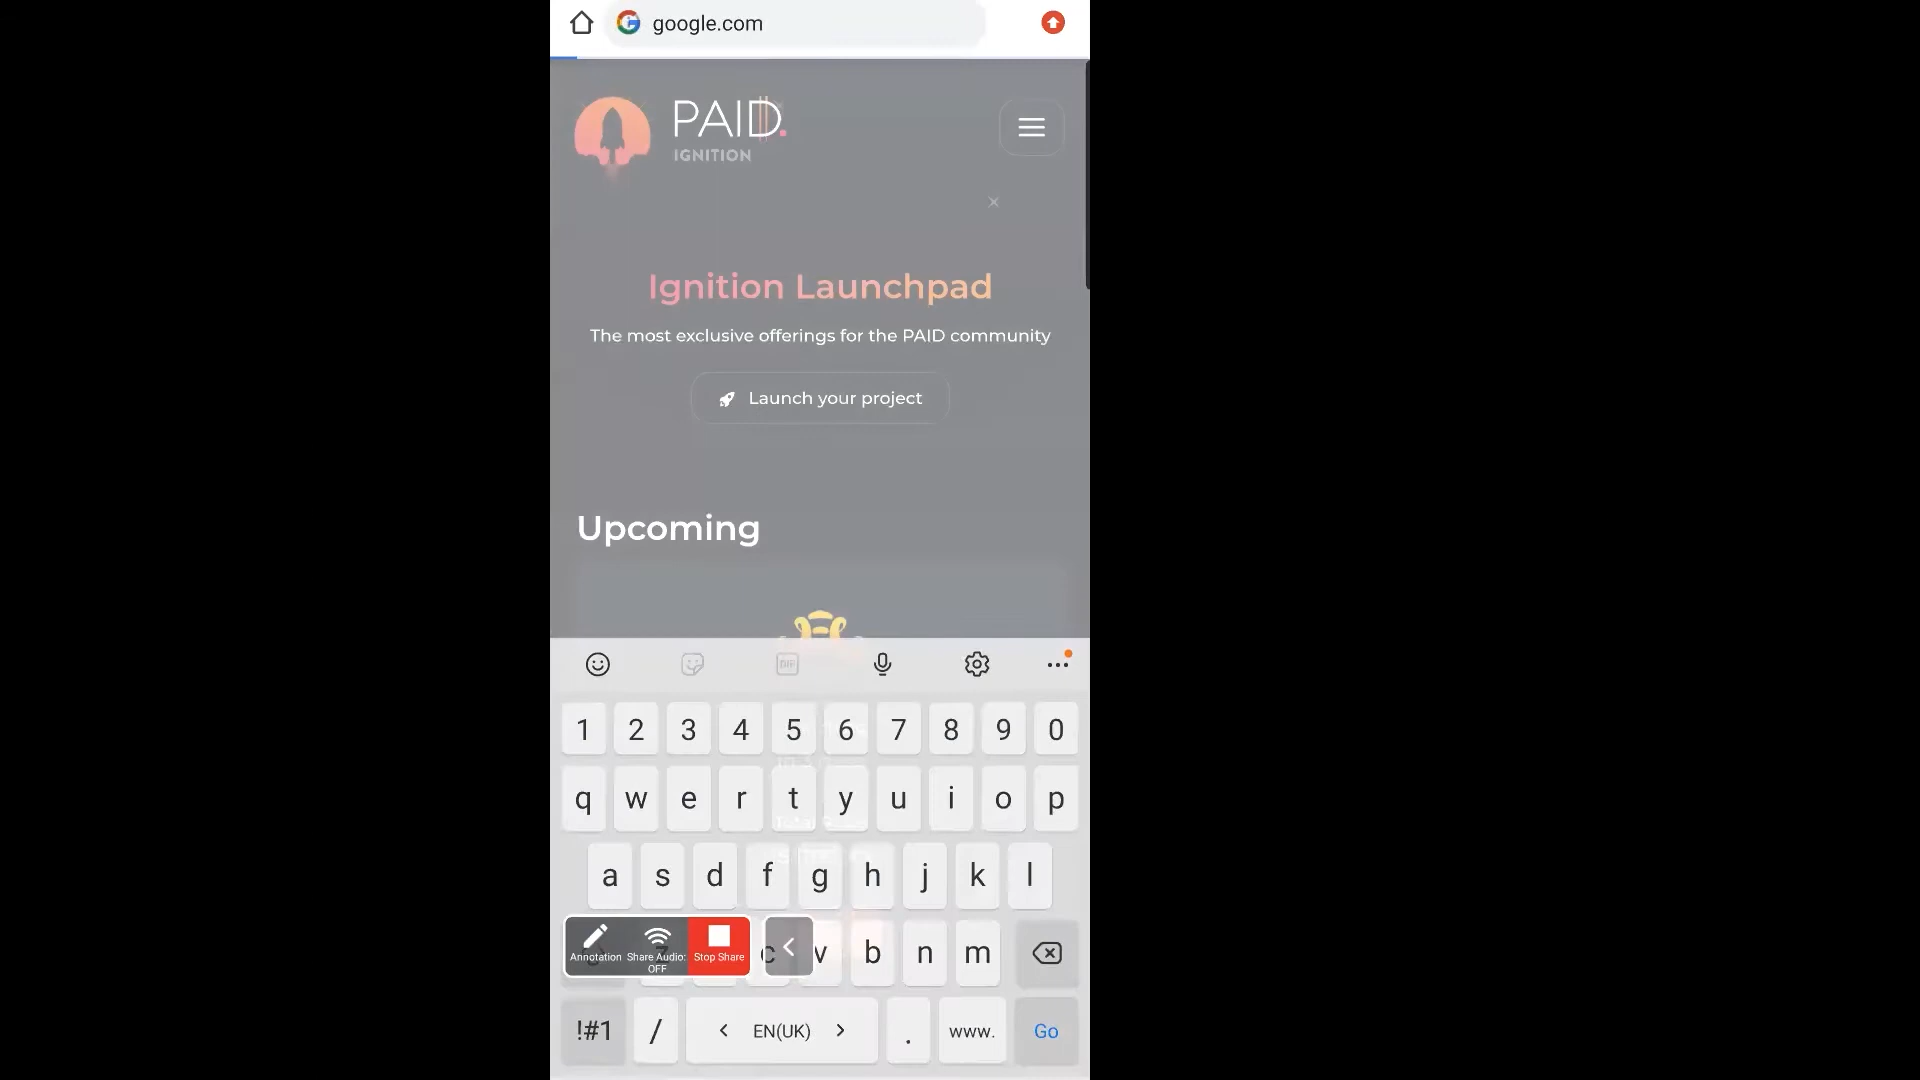 google.com
PAID.
IGNITION
Ignition Launchpad
The most exclusive offerings for the PAID community
Launch your project
Upcoming
GIF
1 2 3 4 5 6 7 8 9 0
q w e r t y u i o p
a s d f g h j k l
Annotation
Share Audio:
OFF
Stop Share
c v b n m
!#1 / EN(UK) . www. Go